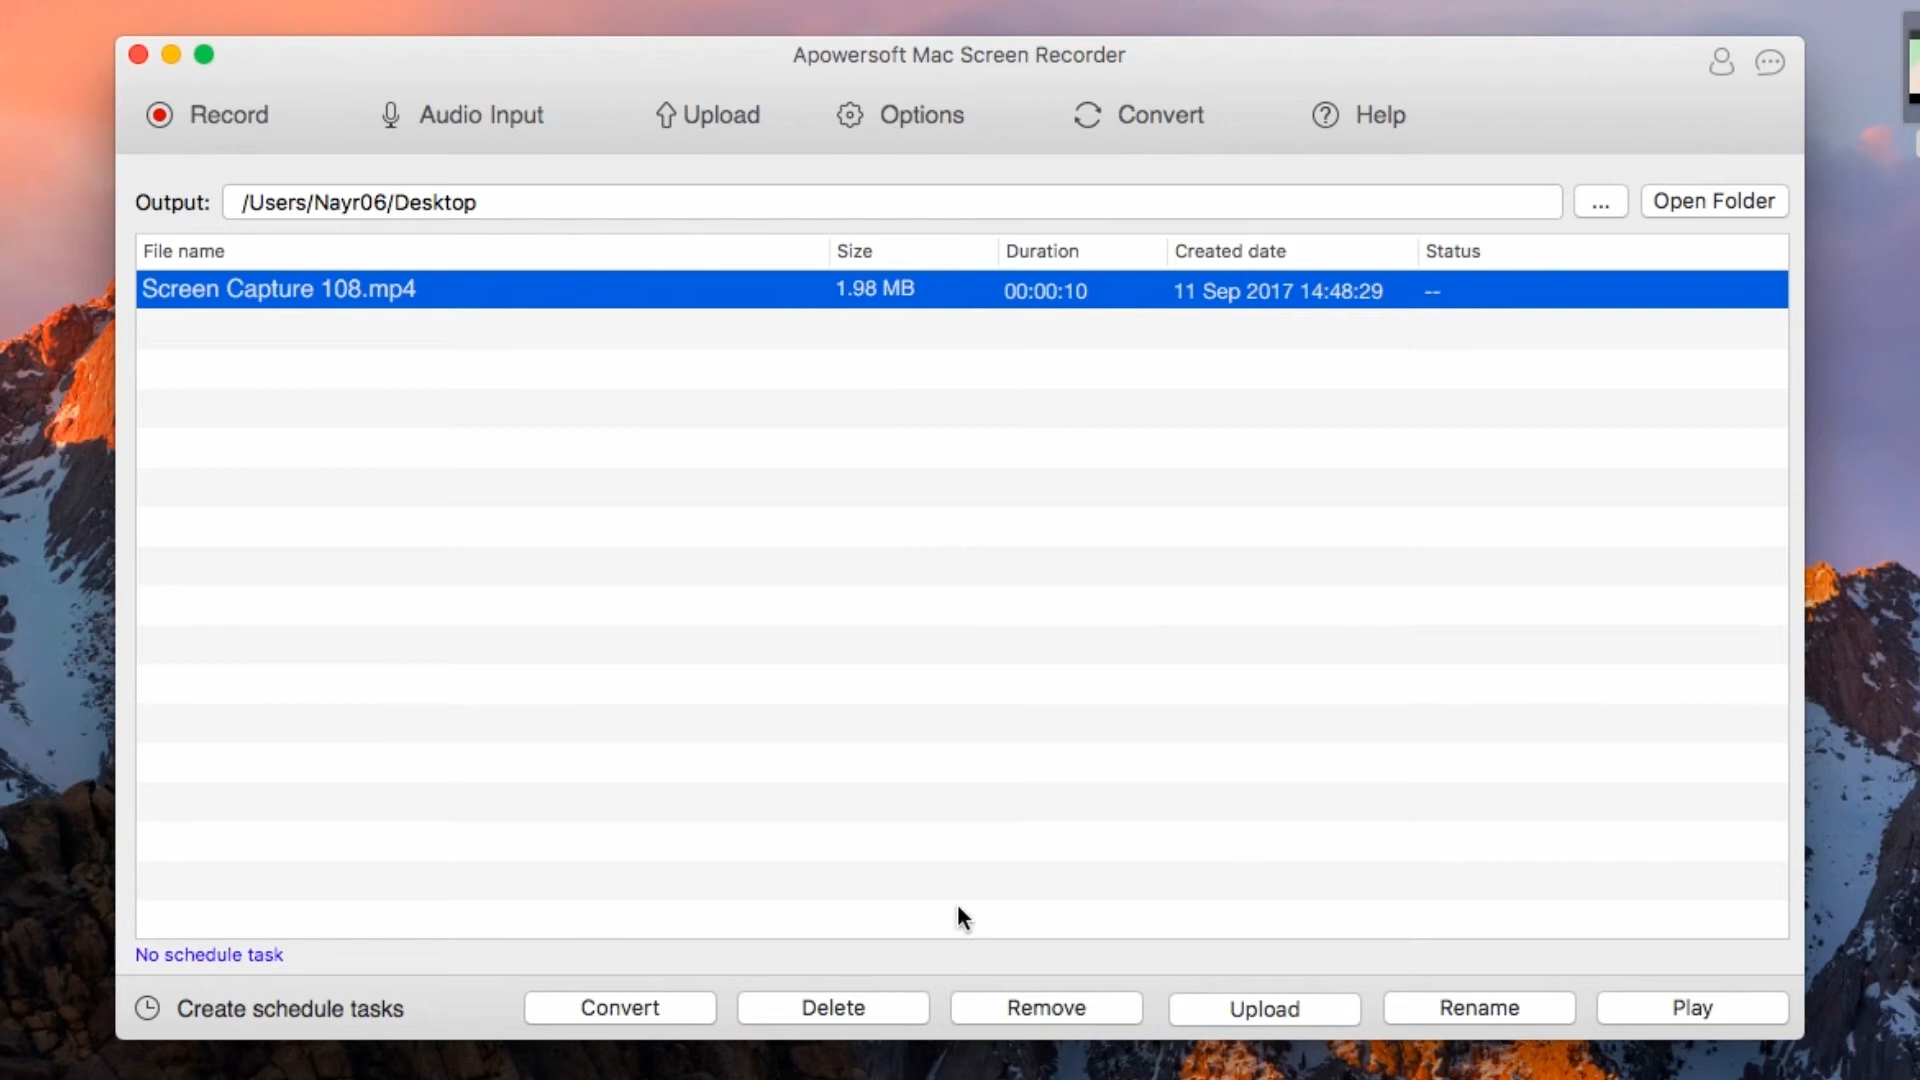 Apowersoft Mac Screen Recorder
Record Audio Input Upload Options Convert Help
Output: /Users/Nayr06/Desktop ... Open Folder
File name Size Duration Created date Status
Screen Capture 108.mp4 1.98 MB 00:00:10 11 Sep 2017 14:48:29 --
No schedule task
Create schedule tasks Convert Delete Remove Upload Rename Play